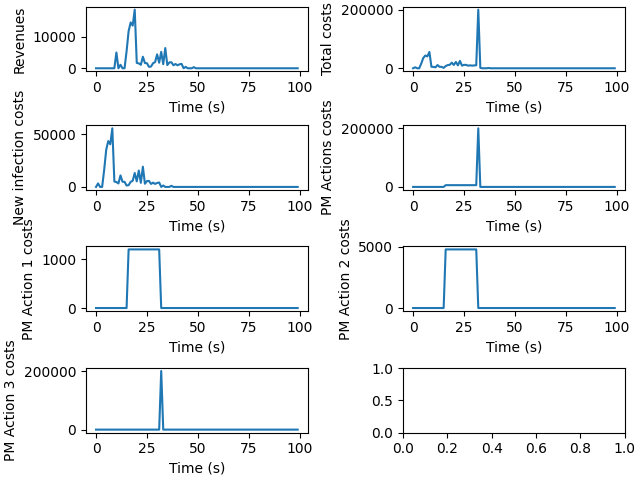 Revenues
10000
0
0 25 50 75 100
Time (s)
Total costs
200000
0
0 25 50 75 100
Time (s)
New infection costs
50000
0
0 25 50 75 100
Time (s)
PM Actions costs
200000
0
0 25 50 75 100
Time (s)
PM Action 1 costs
1000
0
0 25 50 75 100
Time (s)
PM Action 2 costs
5000
0
0 25 50 75 100
Time (s)
PM Action 3 costs
200000
0
0 25 50 75 100
Time (s)
1.0
0.5
0.0
0.0 0.2 0.4 0.6 0.8 1.0